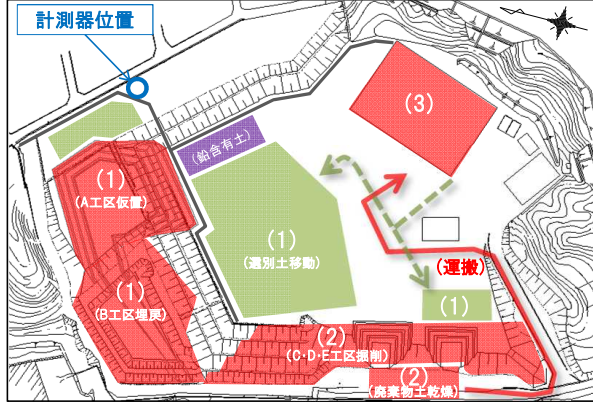 計測器位置
(3)
(鉛含有土)
(1)
(A工区仮置)
(1)
(選別土移動)
(運搬)
(1)
(B工区埋戻)
(1)
(2)
(C・D・E工区掘削)
(2)
(廃棄物土乾燥)